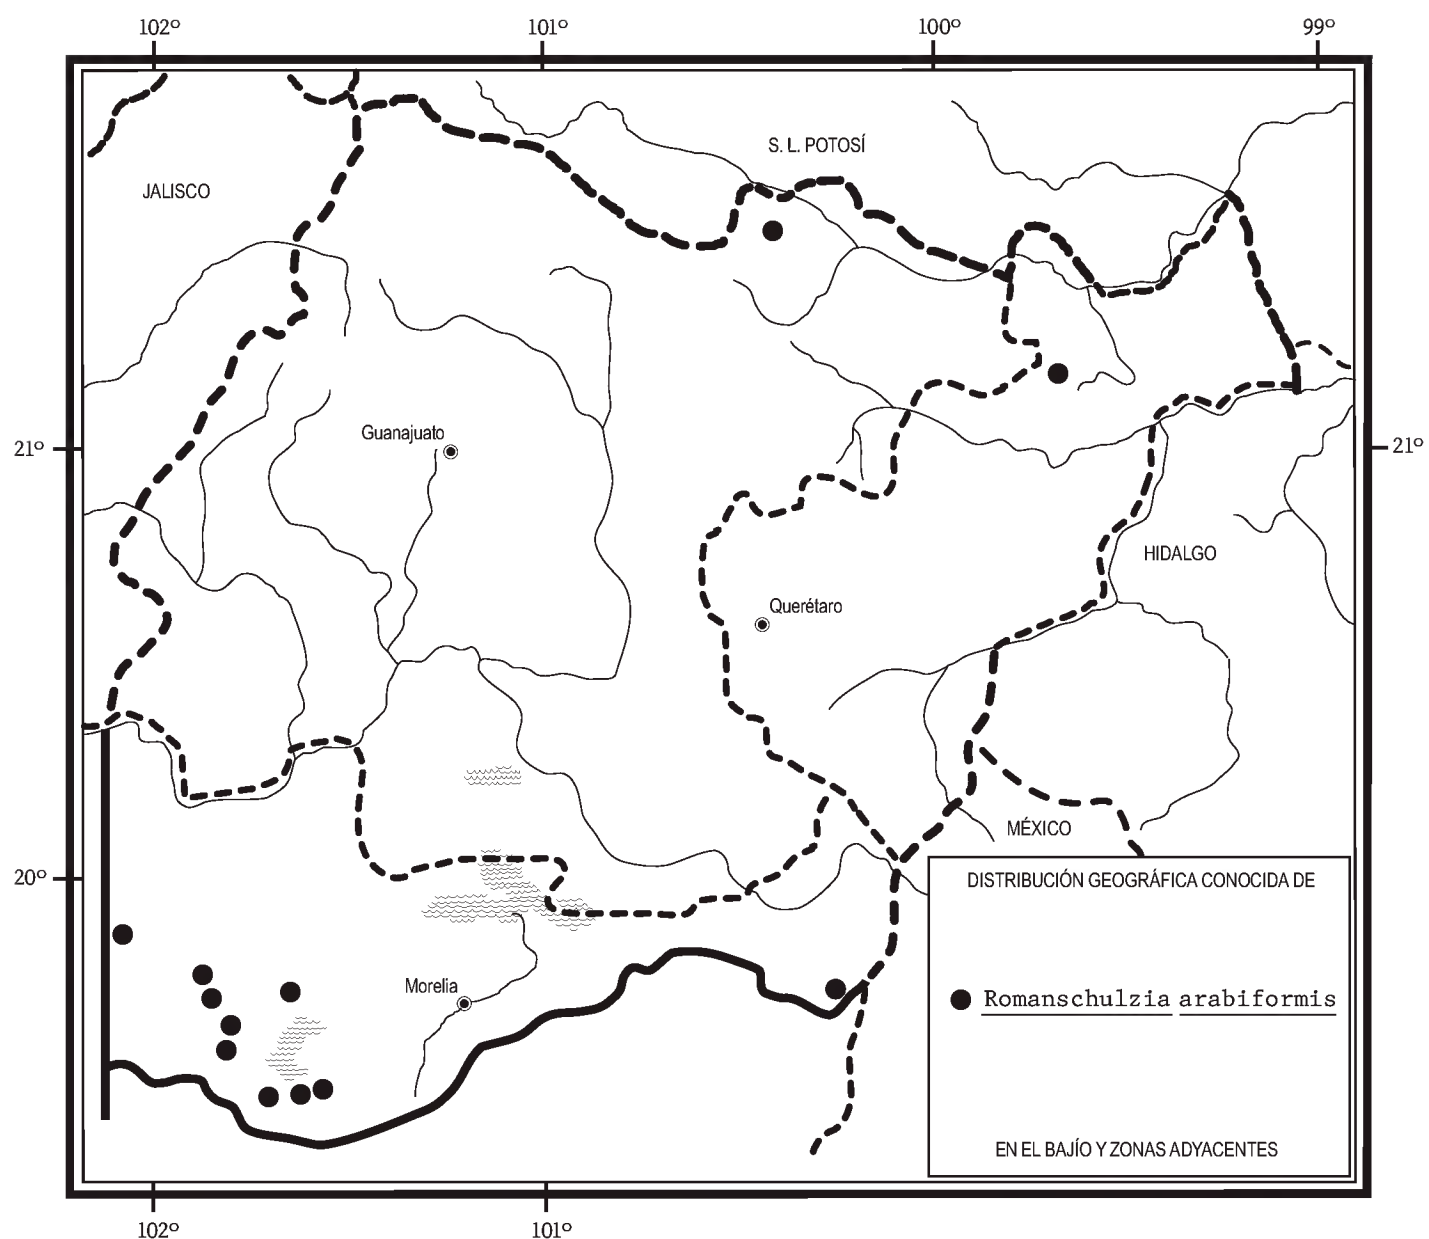 102º 101º 100º 99º
S. L. POTOSÍ
JALISCO
Guanajuato
21º 21º
HIDALGO
Querétaro
MÉXICO
20º
DISTRIBUCIÓN GEOGRÁFICA CONOCIDA DE
Morelia
Romanschulzia arabiformis
EN EL BAJÍO Y ZONAS ADYACENTES
102º 101º